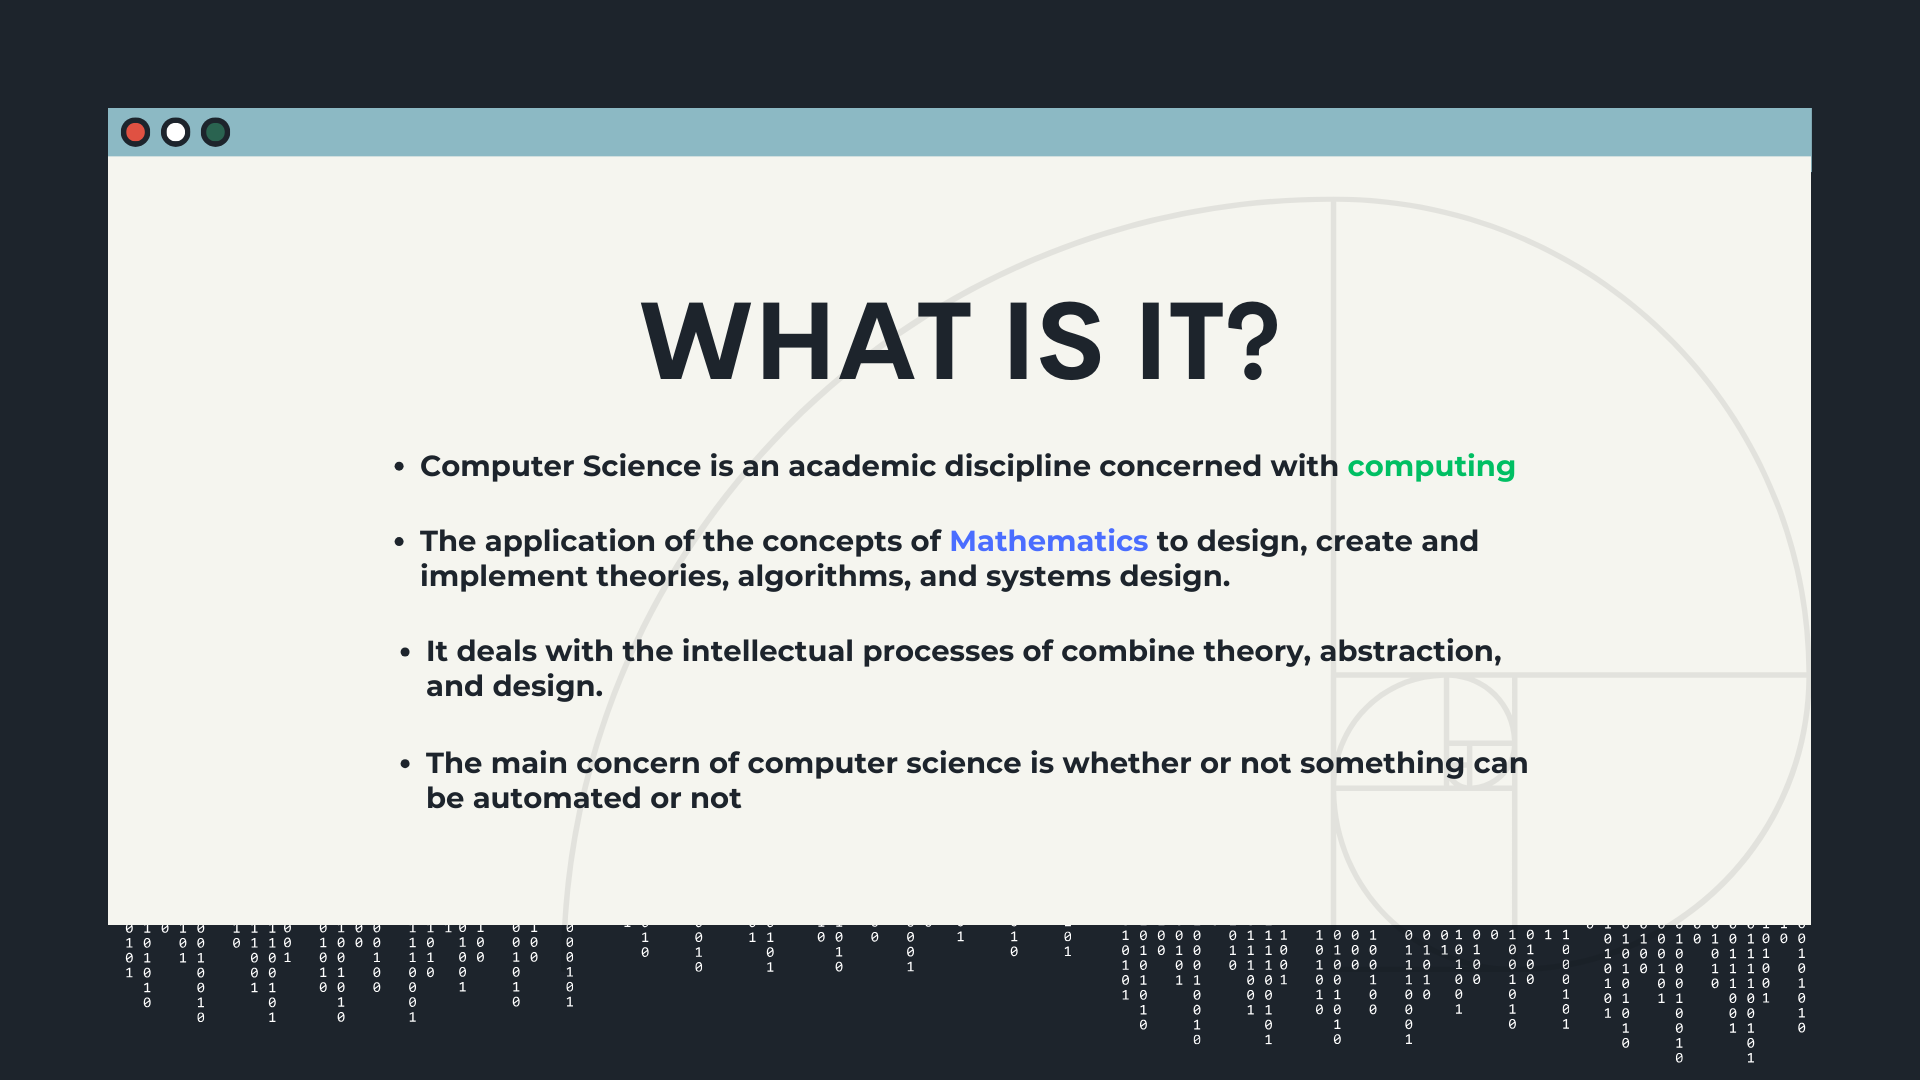 WHAT IS IT?
• Computer Science is an academic discipline concerned with computing
• The application of the concepts of Mathematics to design, create and
implement theories, algorithms, and systems design.
• It deals with the intellectual processes of combine theory, abstraction,
and design.
• The main concern of computer science is whether or not something can
be automated or not